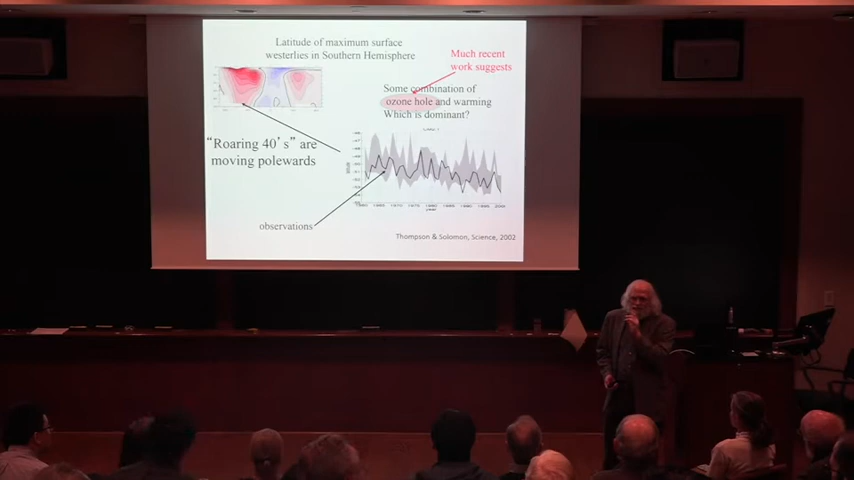 Latitude of maximum surface
westerlies in Southern Hemisphere
Much recent
work suggests
Some combination of
ozone hole and warming
Which is dominant?
"Roaring 40's" are
moving polewards
observations
Thompson & Solomon, Science, 2002